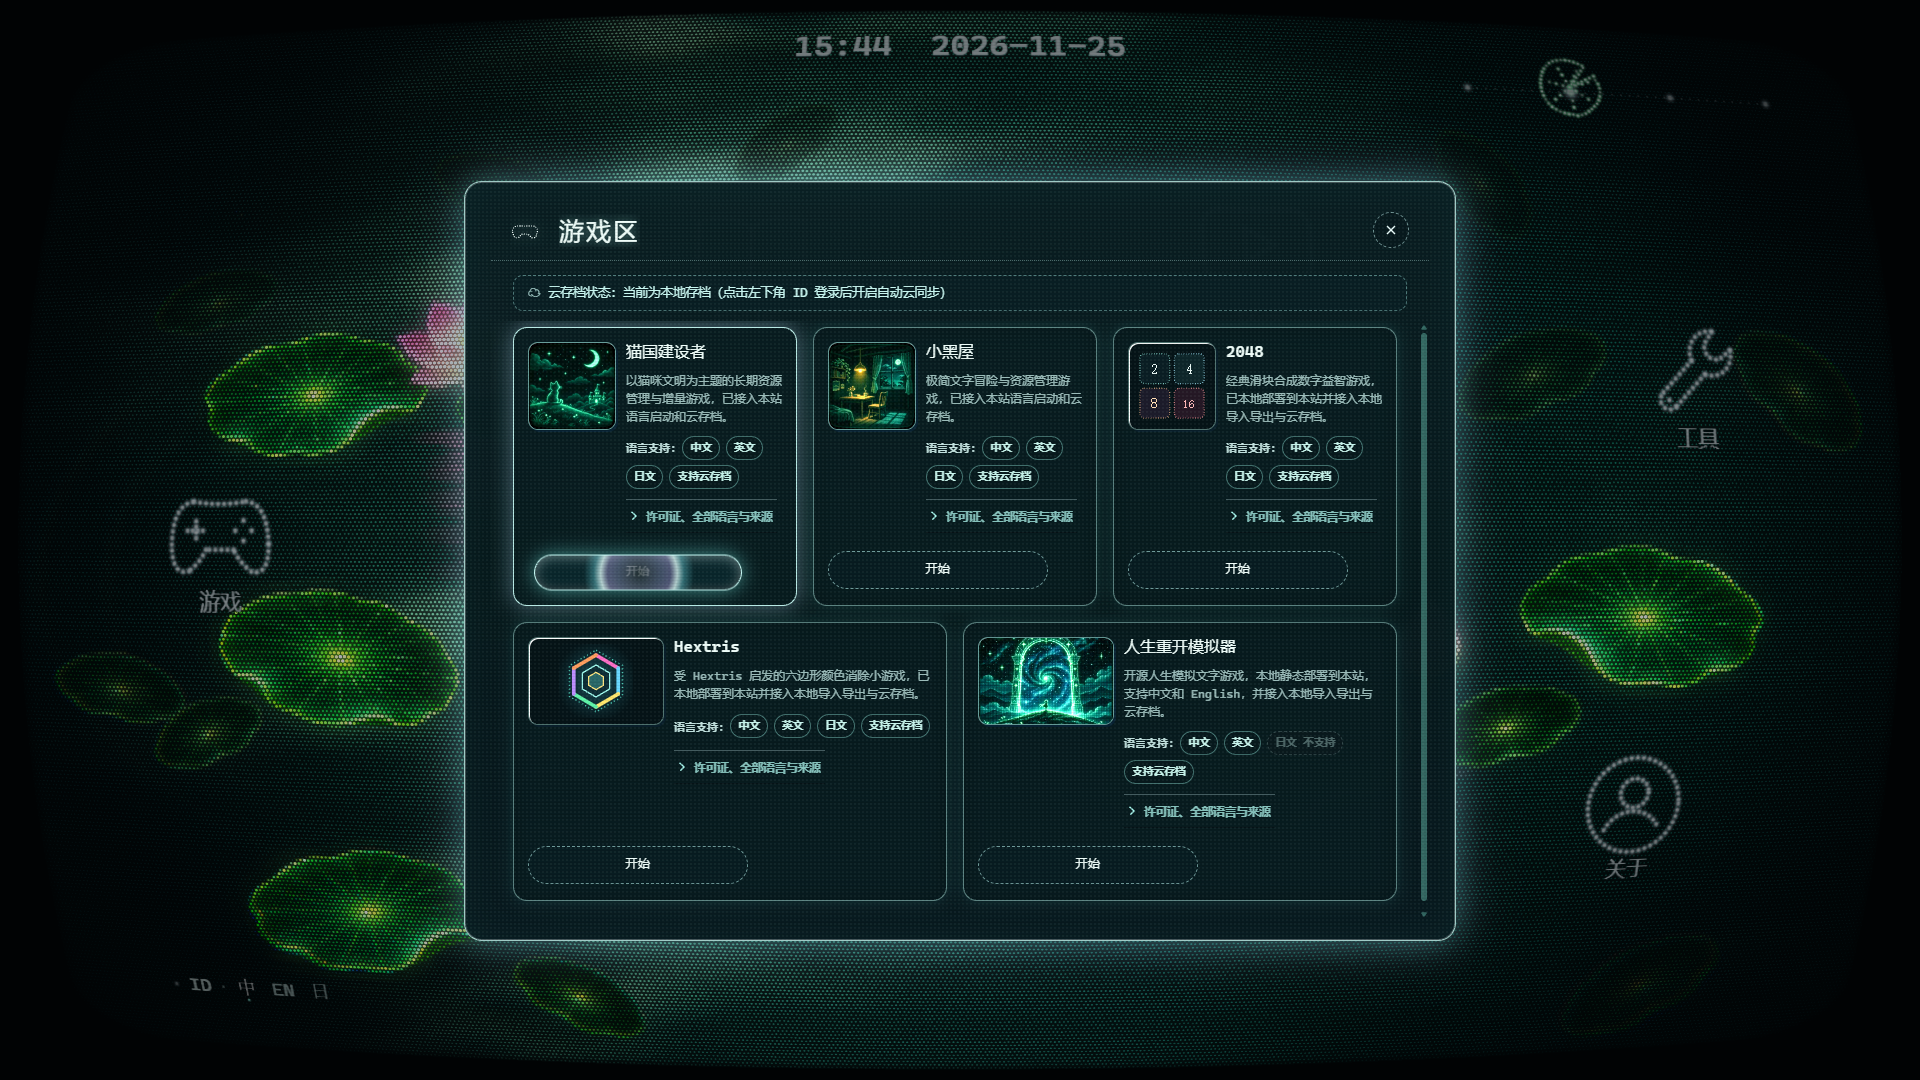 15:44 2026-11-25
游戏区
云存档状态: 当前为本地存档 (点击左下角 ID 登录后开启自动云同步)
猫国建设者
以猫咪文明为主题的长期资源
管理与增量游戏，已接入本站
语言启动和云存档。
语言支持: 中文 英文
日文 支持云存档
许可证、全部语言与来源
开始
小黑屋
极简文字冒险与资源管理游
戏，已接入本站语言启动和云
存档。
语言支持: 中文 英文
日文 支持云存档
许可证、全部语言与来源
开始
2048
2 4
8 16
经典滑块合成数字益智游戏，
已本地部署到本站并接入本地
导入导出与云存档。
语言支持: 中文 英文
日文 支持云存档
许可证、全部语言与来源
开始
Hextris
受 Hextris 启发的六边形颜色消除小游戏，已
本地部署到本站并接入本地导入导出与云存档。
语言支持: 中文 英文 日文 支持云存档
许可证、全部语言与来源
开始
人生重开模拟器
开源人生模拟文字游戏，本地静态部署到本站，
支持中文和 English，并接入本地导入导出与
云存档。
语言支持: 中文 英文 日文 不支持
支持云存档
许可证、全部语言与来源
开始
游戏
工具
关于
· ID · 中 EN 日